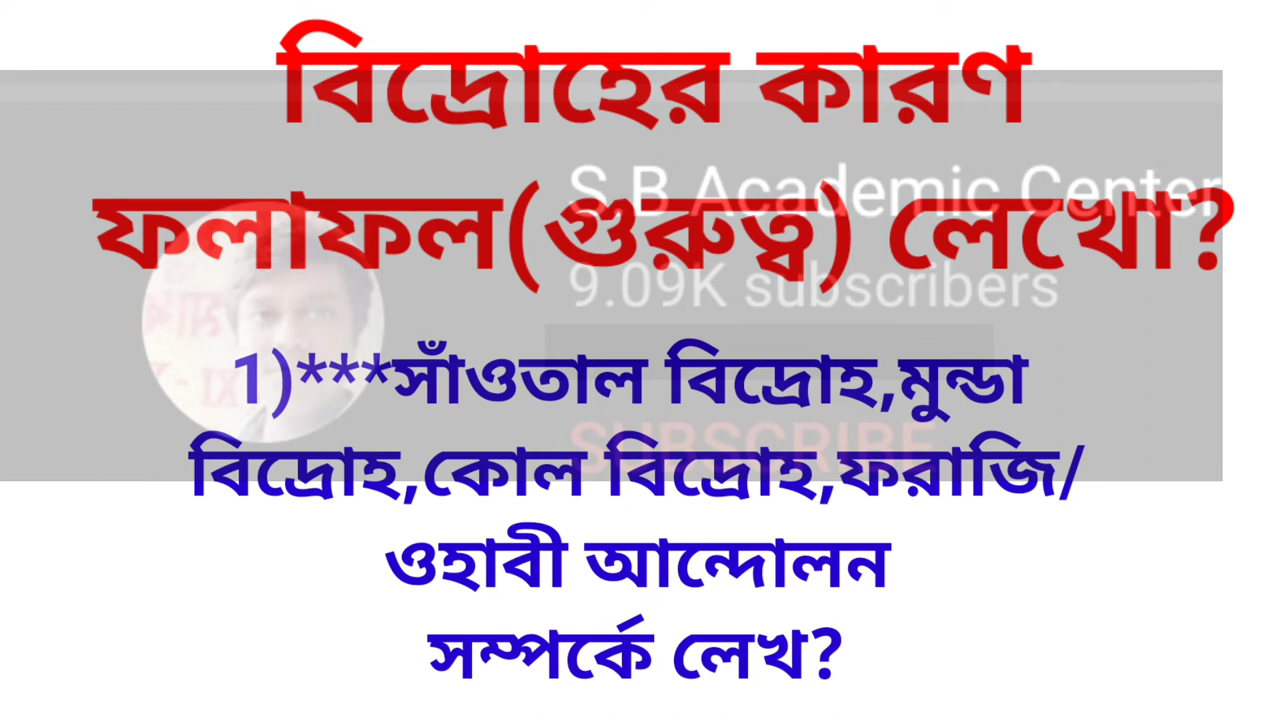 বিদ্রোহের কারণ
ফলাফল(গুরুত্ব) লেখো?
S B Academic Center
9.09K subscribers
1)***সাঁওতাল বিদ্রোহ,মুন্ডা
বিদ্রোহ,কোল বিদ্রোহ,ফরাজি/
SUBSCRIBE
ওহাবী আন্দোলন
সম্পর্কে লেখ?